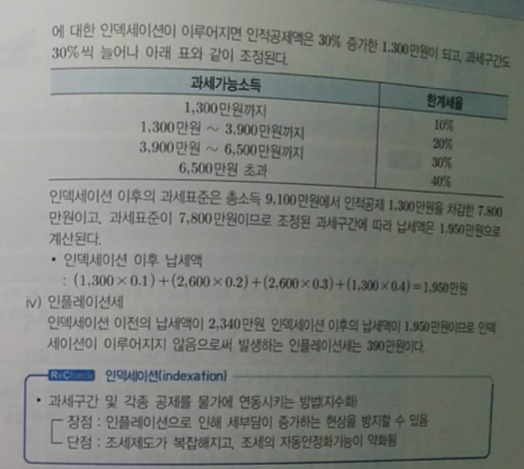 에 대한 인덱세이션이 이루어지면 인적공제액은 30% 증가한 1,300만원이 되고, 과세구간도
30%씩 늘어나 아래 표와 같이 조정된다.
과세가능소득 한계세율
1,300만원까지 10%
1,300만원 ~ 3,900만원까지 20%
3,900만원 ~ 6,500만원까지 30%
6,500만원 초과 40%
인덱세이션 이후의 과세표준은 총소득 9,100만원에서 인적공제 1,300만원을 차감한 7,800
만원이고, 과세표준이 7,800만원이므로 조정된 과세구간에 따라 납세액은 1,950만원으로
계산된다.
• 인덱세이션 이후 납세액
: (1,300×0.1)+(2,600×0.2)+(2,600×0.3)+(1,300×0.4)=1,950만원
iv) 인플레이션세
인덱세이션 이전의 납세액이 2,340만원, 인덱세이션 이후의 납세액이 1,950만원이므로 인덱
세이션이 이루어지지 않음으로써 발생하는 인플레이션세는 390만원이다.
ReCheck 인덱세이션(indexation)
• 과세구간 및 각종 공제를 물가에 연동시키는 방법(지수화)
장점 : 인플레이션으로 인해 세부담이 증가하는 현상을 방지할 수 있음
단점 : 조세제도가 복잡해지고, 조세의 자동안정화기능이 약화됨